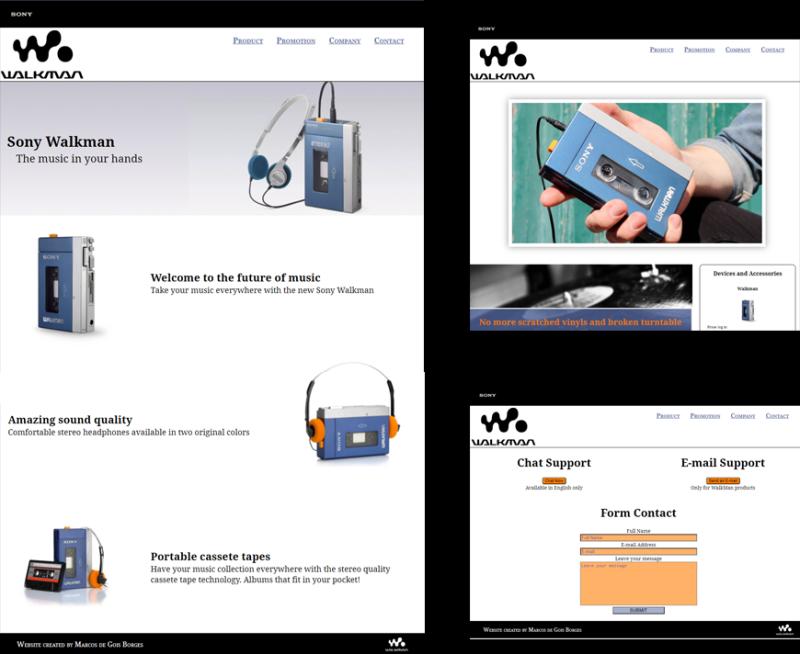 SONY
WALKMAN
Product Promotion Company Contact
Sony Walkman
The music in your hands
SONY
WALKMAN
Welcome to the future of music
Take your music everywhere with the new Sony Walkman
Amazing sound quality
Comfortable stereo headphones available in two original colors
Portable cassete tapes
Have your music collection everywhere with the stereo quality
cassete tape technology. Albums that fit in your pocket!
Website created by Marcos de Gois Borges
SONY
WALKMAN
Product Promotion Company Contact
SONY
WALKMAN
No more scratched vinyls and broken turntable
Devices and Accessories
Walkman
SONY
WALKMAN
Product Promotion Company Contact
Chat Support
Chat Now
Available in English only
E-mail Support
Send an E-mail
Only for WalkMan products
Form Contact
Full Name
Full Name
E-mail Address
E-mail
Leave your message
Leave your message
SUBMIT
Website created by Marcos de Gois Borges